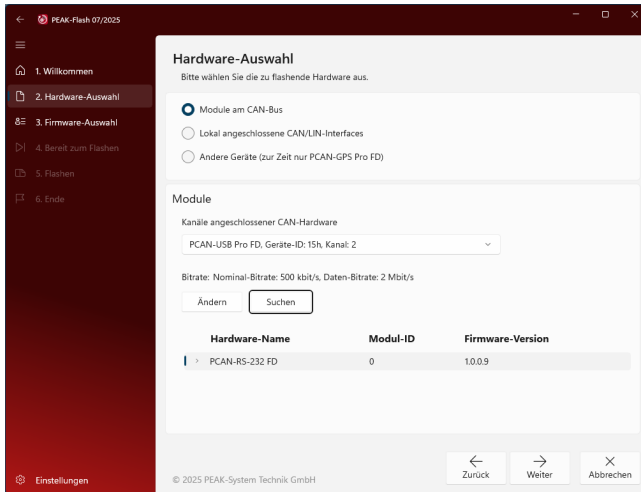 PEAK-Flash 07/2025
1. Willkommen
2. Hardware-Auswahl
3. Firmware-Auswahl
4. Bereit zum Flashen
5. Flashen
6. Ende
Einstellungen
Hardware-Auswahl
Bitte wählen Sie die zu flashende Hardware aus.
Module am CAN-Bus
Lokal angeschlossene CAN/LIN-Interfaces
Andere Geräte (zur Zeit nur PCAN-GPS Pro FD)
Module
Kanäle angeschlossener CAN-Hardware
PCAN-USB Pro FD, Geräte-ID: 15h, Kanal: 2
Bitrate: Nominal-Bitrate: 500 kbit/s, Daten-Bitrate: 2 Mbit/s
Ändern Suchen
Hardware-Name Modul-ID Firmware-Version
PCAN-RS-232 FD 0 1.0.0.9
© 2025 PEAK-System Technik GmbH
Zurück Weiter Abbrechen